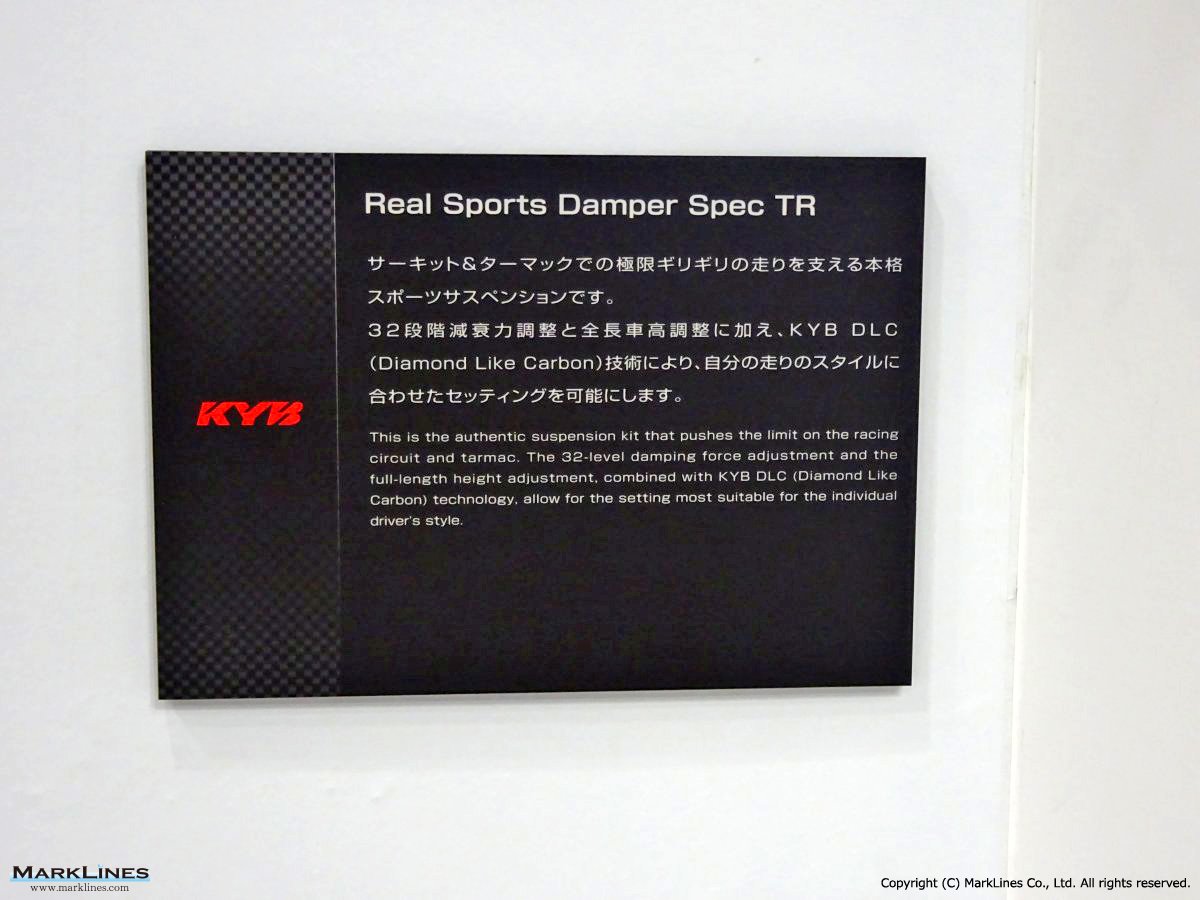 Real Sports Damper Spec TR
サーキット&ターマックでの極限ギリギリの走りを支える本格
スポーツサスペンションです。
32段階減衰力調整と全長車高調整に加え、KYB DLC
(Diamond Like Carbon)技術により、自分の走りのスタイルに
合わせたセッティングを可能にします。
KYB
This is the authentic suspension kit that pushes the limit on the racing
circuit and tarmac. The 32-level damping force adjustment and the
full-length height adjustment, combined with KYB DLC (Diamond Like
Carbon) technology, allow for the setting most suitable for the individual
driver's style.
MARKLINES
www.marklines.com
Copyright (C) MarkLines Co., Ltd. All rights reserved.